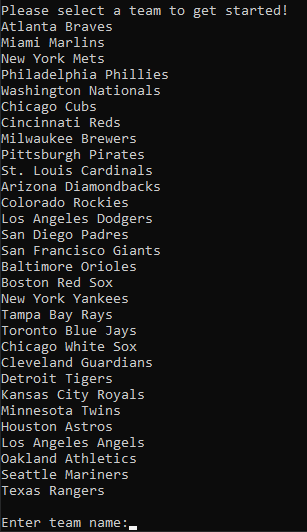 Please select a team to get started!
Atlanta Braves
Miami Marlins
New York Mets
Philadelphia Phillies
Washington Nationals
Chicago Cubs
Cincinnati Reds
Milwaukee Brewers
Pittsburgh Pirates
St. Louis Cardinals
Arizona Diamondbacks
Colorado Rockies
Los Angeles Dodgers
San Diego Padres
San Francisco Giants
Baltimore Orioles
Boston Red Sox
New York Yankees
Tampa Bay Rays
Toronto Blue Jays
Chicago White Sox
Cleveland Guardians
Detroit Tigers
Kansas City Royals
Minnesota Twins
Houston Astros
Los Angeles Angels
Oakland Athletics
Seattle Mariners
Texas Rangers
Enter team name: